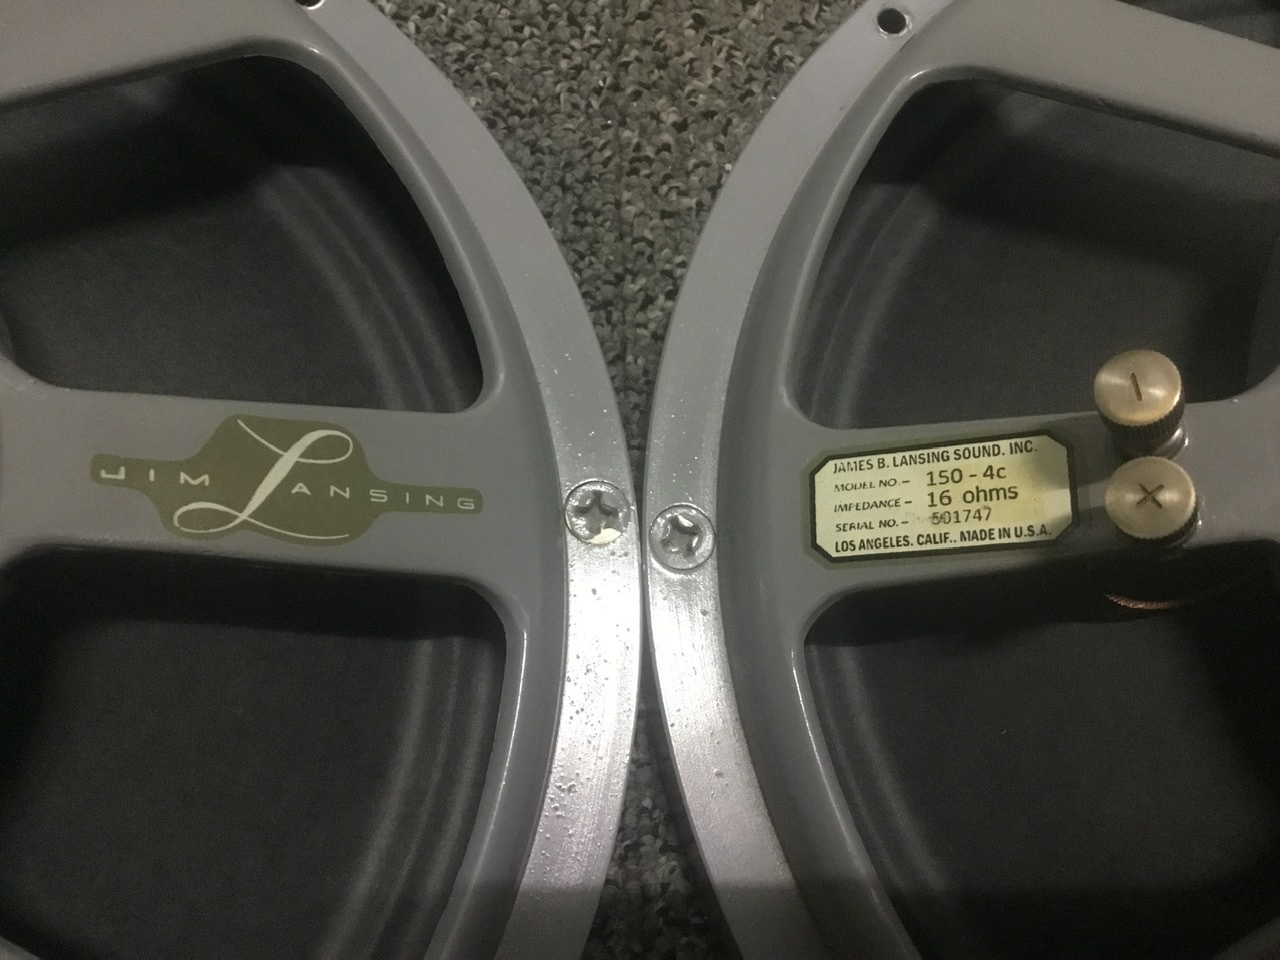 JIM LANSING
JAMES B. LANSING SOUND, INC.
MODEL NO.- 150 - 4c
IMPEDANCE - 16 ohms
SERIAL NO.- 501747
LOS ANGELES, CALIF., MADE IN U.S.A.